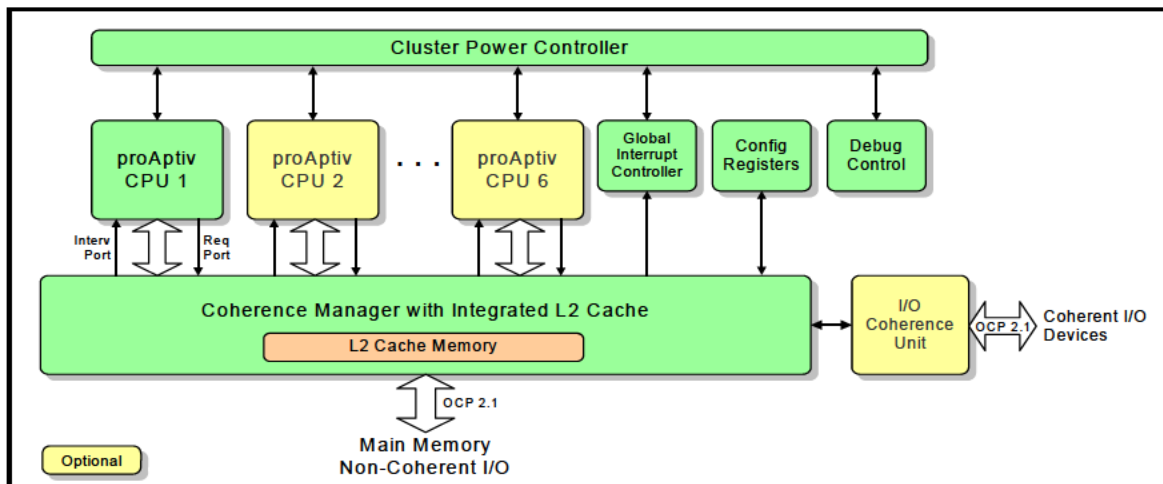 Cluster Power Controller
proAptiv
CPU 1
proAptiv
CPU 2
. . .
proAptiv
CPU 6
Global
Interrupt
Controller
Config
Registers
Debug
Control
Interv
Port
Req
Port
Coherence Manager with Integrated L2 Cache
L2 Cache Memory
I/O
Coherence
Unit
OCP 2.1
Coherent I/O
Devices
OCP 2.1
Main Memory
Non-Coherent I/O
Optional